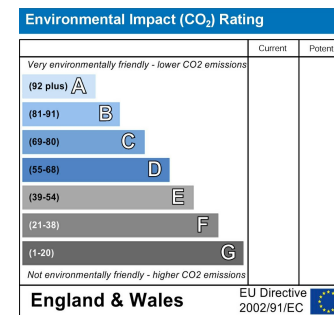 Environmental Impact (CO₂) Rating
Current Potent
Very environmentally friendly - lower CO2 emissions
(92 plus) A
(81-91) B
(69-80) C
(55-68) D
(39-54) E
(21-38) F
(1-20) G
Not environmentally friendly - higher CO2 emissions
England & Wales
EU Directive
2002/91/EC